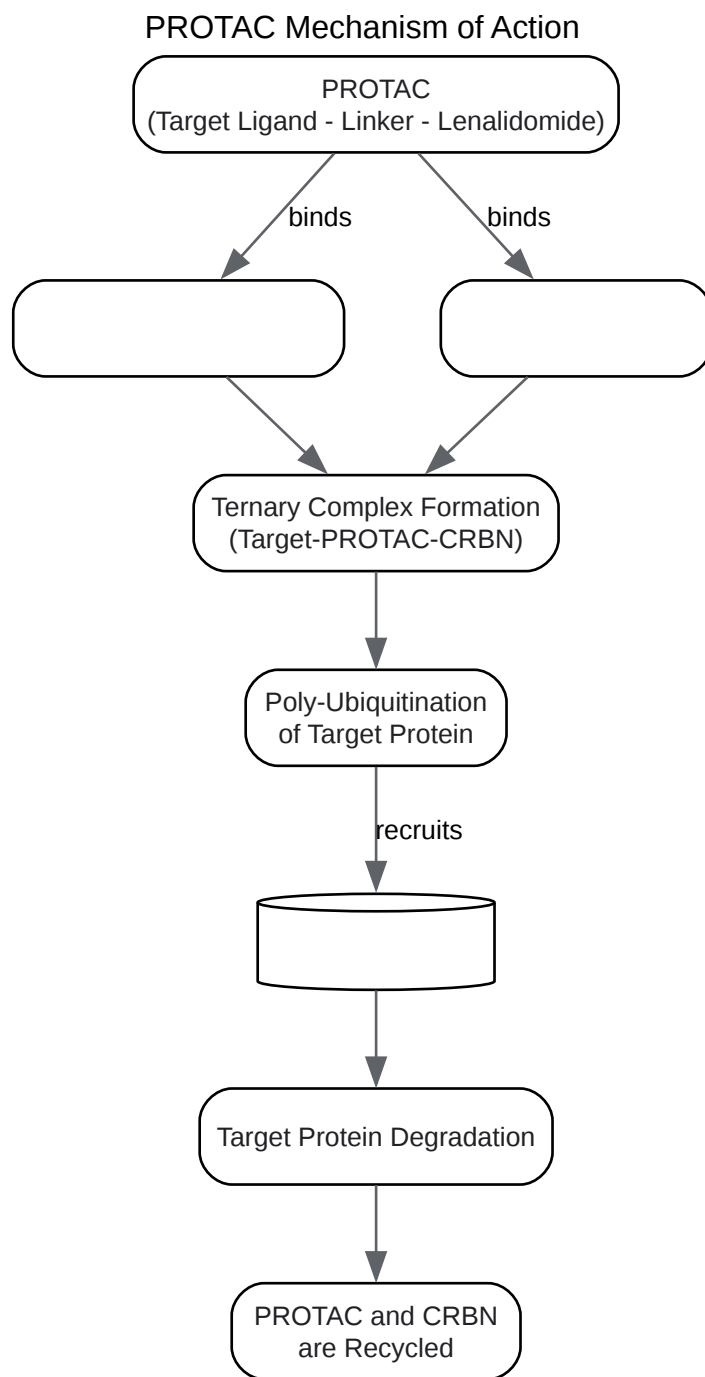 PROTAC Mechanism of Action
PROTAC
(Target Ligand - Linker - Lenalidomide)
binds
binds
Ternary Complex Formation
(Target-PROTAC-CRBN)
Poly-Ubiquitination
of Target Protein
recruits
Target Protein Degradation
PROTAC and CRBN
are Recycled